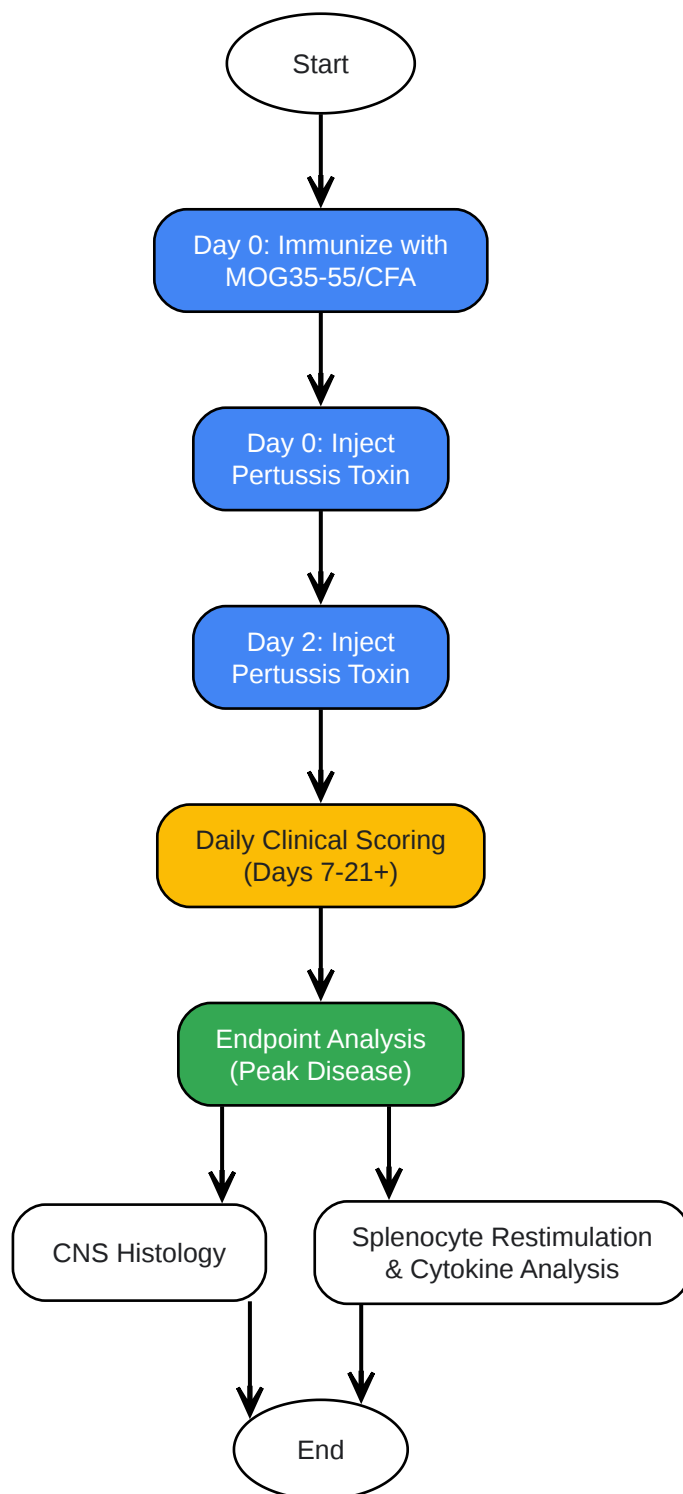 Start
Day 0: Immunize with
MOG35-55/CFA
Day 0: Inject
Pertussis Toxin
Day 2: Inject
Pertussis Toxin
Daily Clinical Scoring
(Days 7-21+)
Endpoint Analysis
(Peak Disease)
CNS Histology
Splenocyte Restimulation
& Cytokine Analysis
End